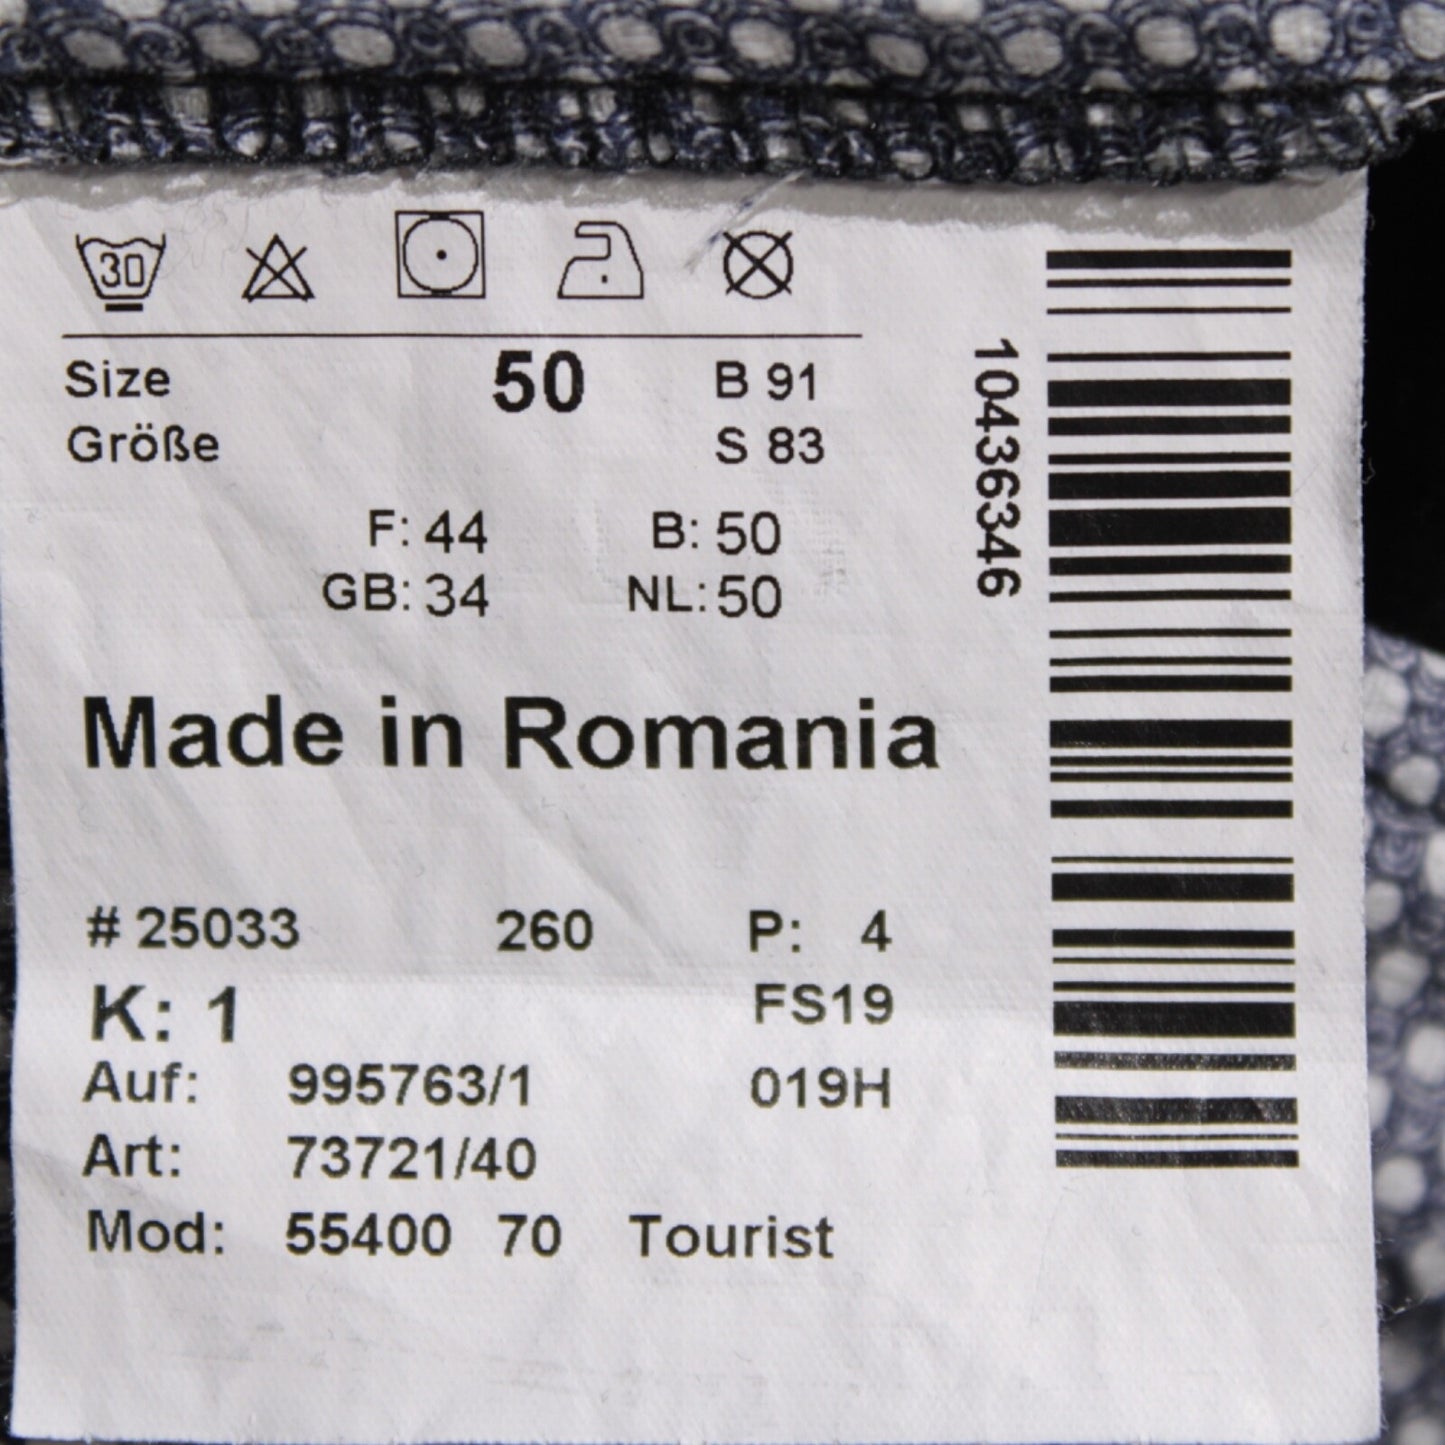 30
Size 50 B 91
Größe S 83
F: 44 B: 50
GB: 34 NL: 50
Made in Romania
# 25033 260 P: 4
K: 1 FS19
Auf: 995763/1 019H
Art: 73721/40
Mod: 55400 70 Tourist
10436346